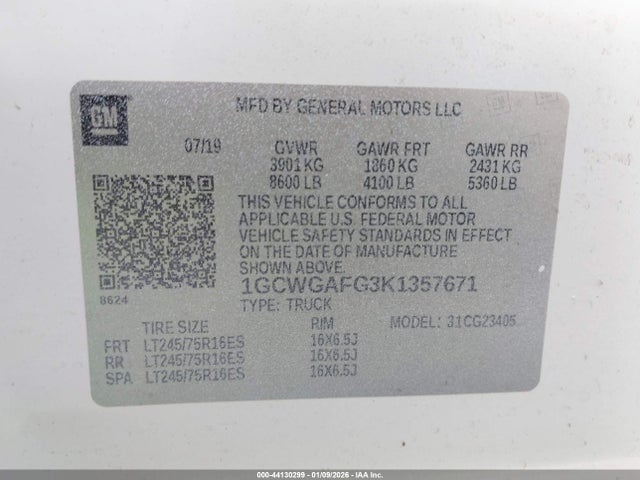 GM
MFD BY GENERAL MOTORS LLC
07/19 GVWR GAWR FRT GAWR RR
3901 KG 1860 KG 2431 KG
8600 LB 4100 LB 5360 LB
THIS VEHICLE CONFORMS TO ALL
APPLICABLE U.S. FEDERAL MOTOR
VEHICLE SAFETY STANDARDS IN EFFECT
ON THE DATE OF MANUFACTURE
SHOWN ABOVE.
8624 1GCWGAFG3K1357671
TYPE: TRUCK
TIRE SIZE RIM MODEL: 31CG23405
FRT LT245/75R16ES 16X6.5J
RR LT245/75R16ES 16X6.5J
SPA LT245/75R16ES 16X6.5J
000-44130299 - 01/09/2026 - IAA Inc.